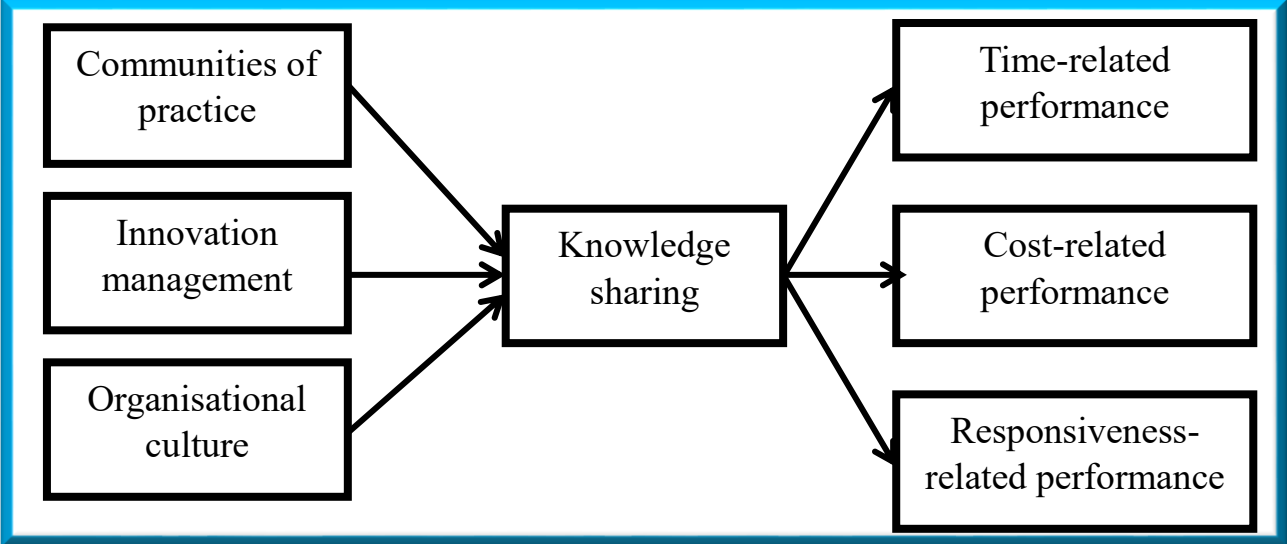 Communities of
practice
Innovation
management
Organisational
culture
Knowledge
sharing
Time-related
performance
Cost-related
performance
Responsiveness-
related performance